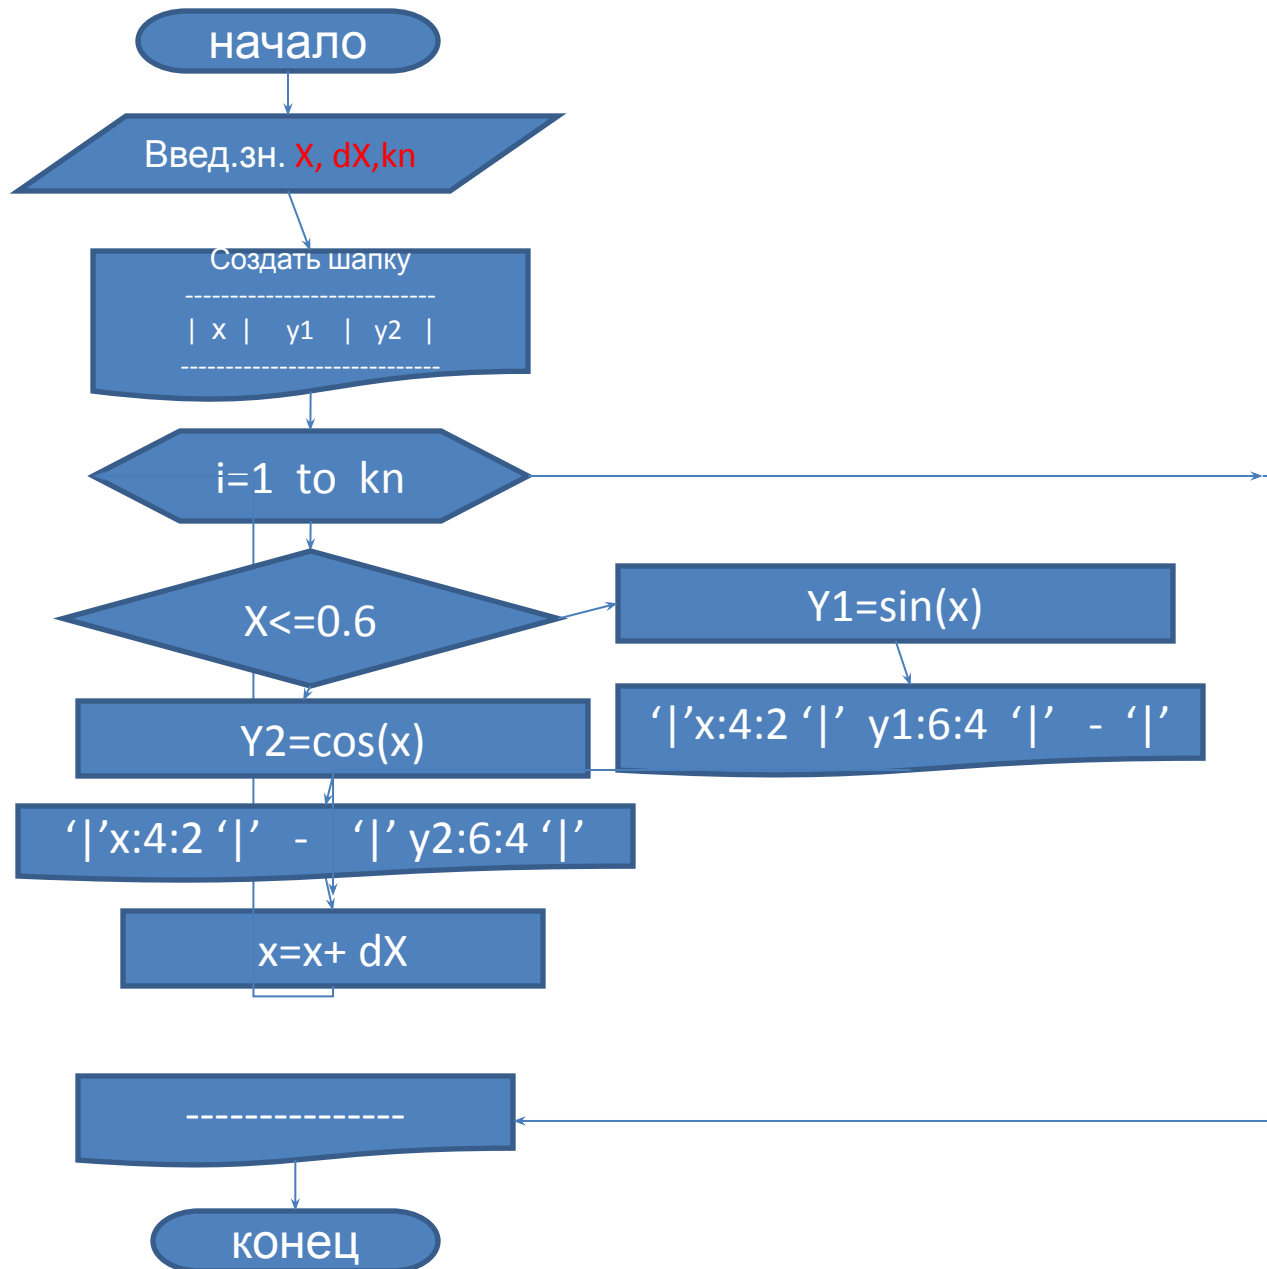 начало
Введ.зн. X, dX,kn
Создать шапку
----------------------------
| x | y1 | y2 |
-----------------------------
i=1 to kn
X<=0.6
Y1=sin(x)
Y2=cos(x)
‘|’x:4:2 ‘|’ y1:6:4 ‘|’ - ‘|’
‘|’x:4:2 ‘|’ - ‘|’ y2:6:4 ‘|’
x=x+ dX
---------------
конец